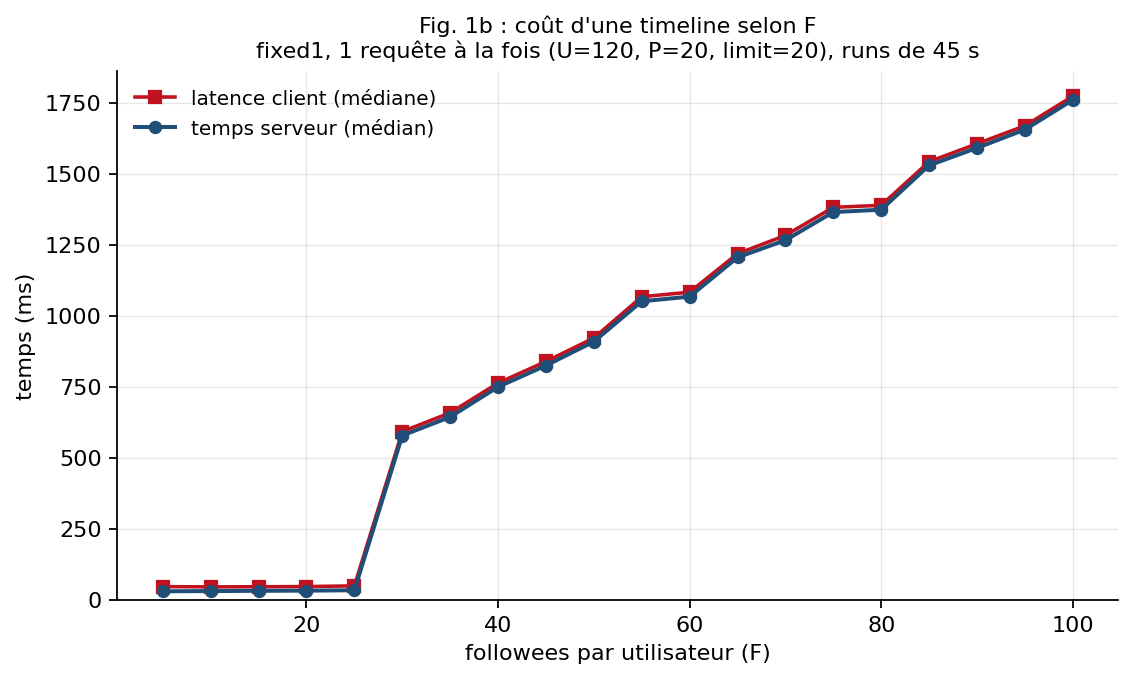 Fig. 1b : coût d'une timeline selon F
fixed1, 1 requête à la fois (U=120, P=20, limit=20), runs de 45 s
latence client (médiane)
temps serveur (médian)
temps (ms)
1750
1500
1250
1000
750
500
250
0
20
40
60
80
100
followees par utilisateur (F)